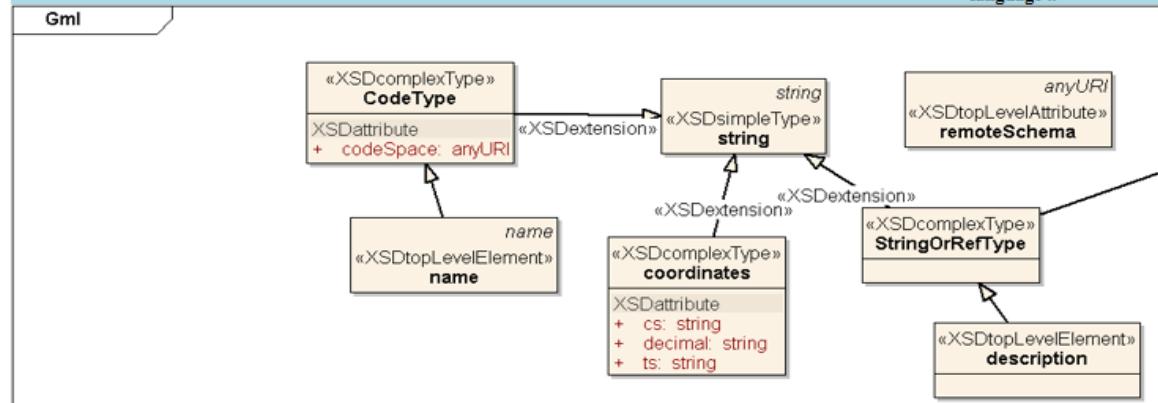 Gml
«XSDcomplexType»
CodeType
XSDattribute
+ codeSpace: anyURI
«XSDextension»
string
«XSDsimpleType»
string
anyURI
«XSDtopLevelAttribute»
remoteSchema
name
«XSDtopLevelElement»
name
«XSDextension»
«XSDextension»
«XSDcomplexType»
coordinates
XSDattribute
+ cs: string
+ decimal: string
+ ts: string
«XSDcomplexType»
StringOrRefType
«XSDtopLevelElement»
description